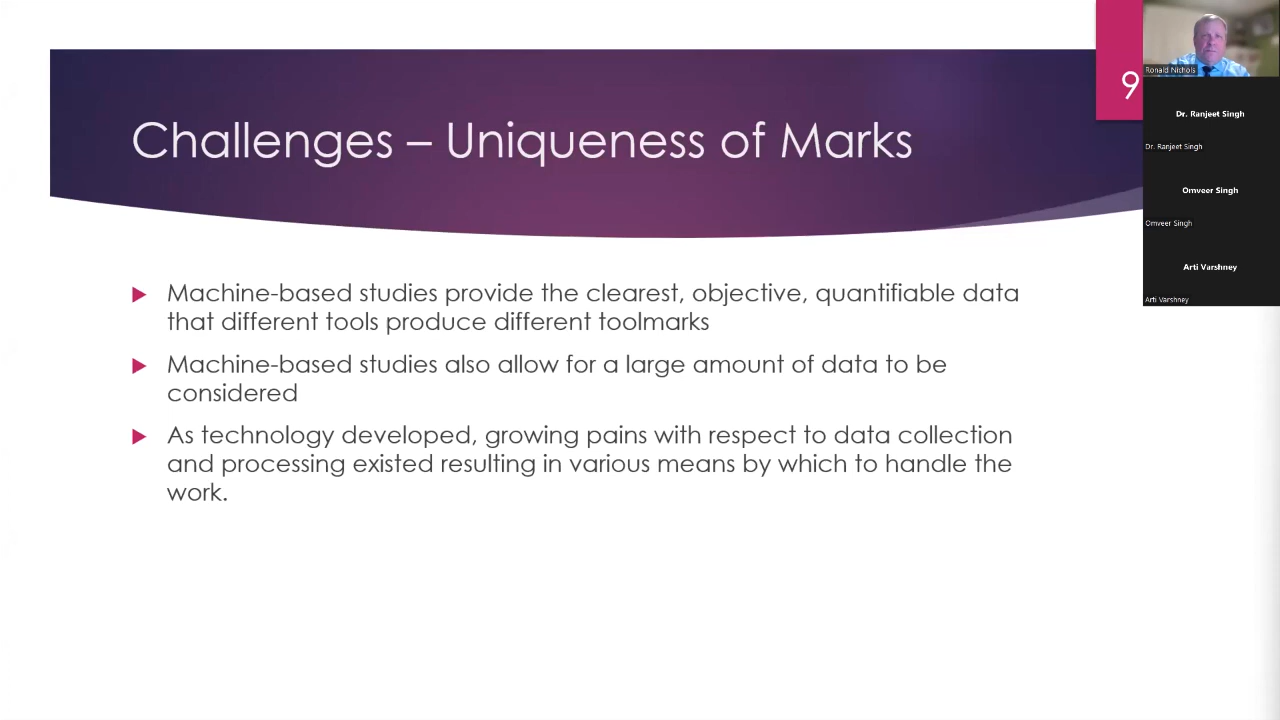 Challenges – Uniqueness of Marks
9
Machine-based studies provide the clearest, objective, quantifiable data
that different tools produce different toolmarks
Machine-based studies also allow for a large amount of data to be
considered
As technology developed, growing pains with respect to data collection
and processing existed resulting in various means by which to handle the
work.
Ronald Nichols
Dr. Ranjeet Singh
Dr. Ranjeet Singh
Omveer Singh
Omveer Singh
Arti Varshney
Arti Varshney